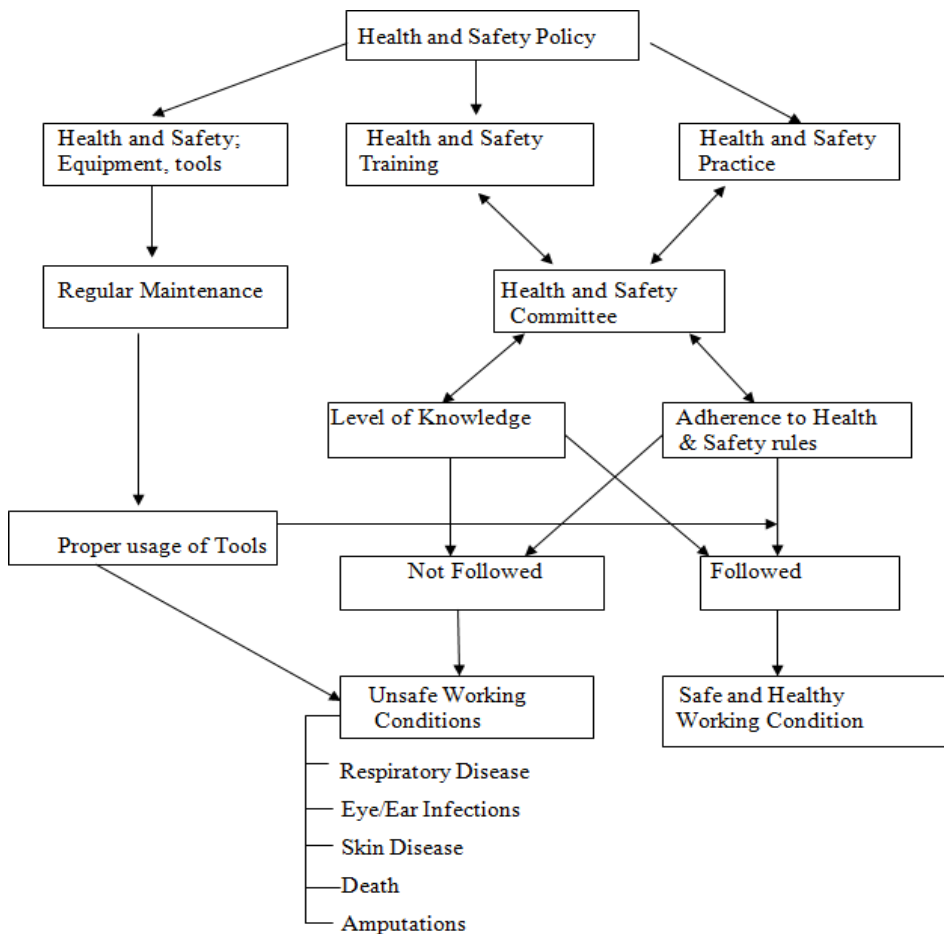 Health and Safety Policy
Health and Safety;
Equipment, tools
Health and Safety
Training
Health and Safety
Practice
Regular Maintenance
Health and Safety
Committee
Level of Knowledge
Adherence to Health
& Safety rules
Proper usage of Tools
Not Followed
Followed
Unsafe Working
Conditions
Safe and Healthy
Working Condition
Respiratory Disease
Eye/Ear Infections
Skin Disease
Death
Amputations